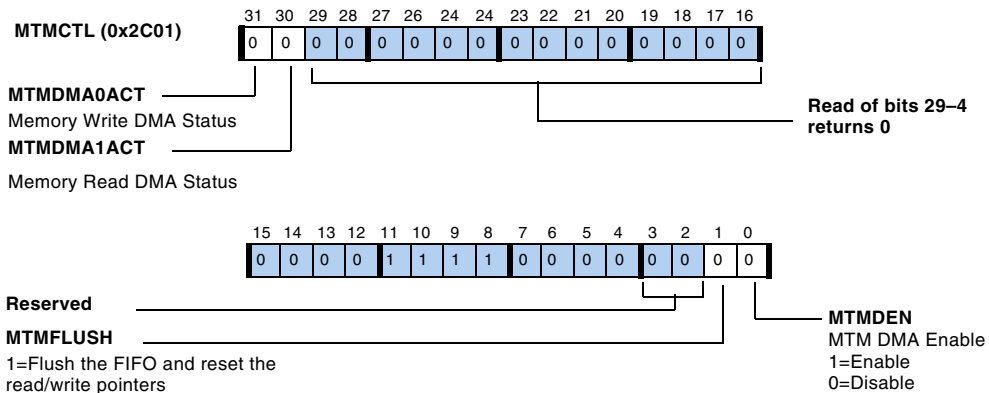 31 30 29 28 27 26 24 24 23 22 21 20 19 18 17 16
MTMCTL (0x2C01)
0 0 0 0 0 0 0 0 0 0 0 0 0 0 0 0
MTMDMA0ACT
Memory Write DMA Status
MTMDMA1ACT
Memory Read DMA Status
Read of bits 29–4
returns 0
15 14 13 12 11 10 9 8 7 6 5 4 3 2 1 0
0 0 0 0 1 1 1 1 0 0 0 0 0 0 0 0
Reserved
MTMFLUSH
1=Flush the FIFO and reset the
read/write pointers
MTMDEN
MTM DMA Enable
1=Enable
0=Disable